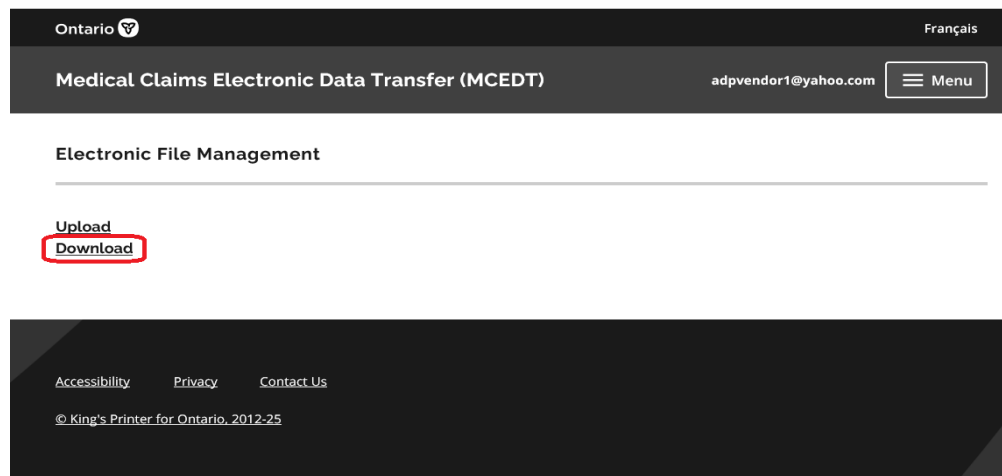 Ontario
Français
Medical Claims Electronic Data Transfer (MCEDT)
adpvendor1@yahoo.com
Menu
Electronic File Management
Upload
Download
Accessibility Privacy Contact Us
© King's Printer for Ontario, 2012-25